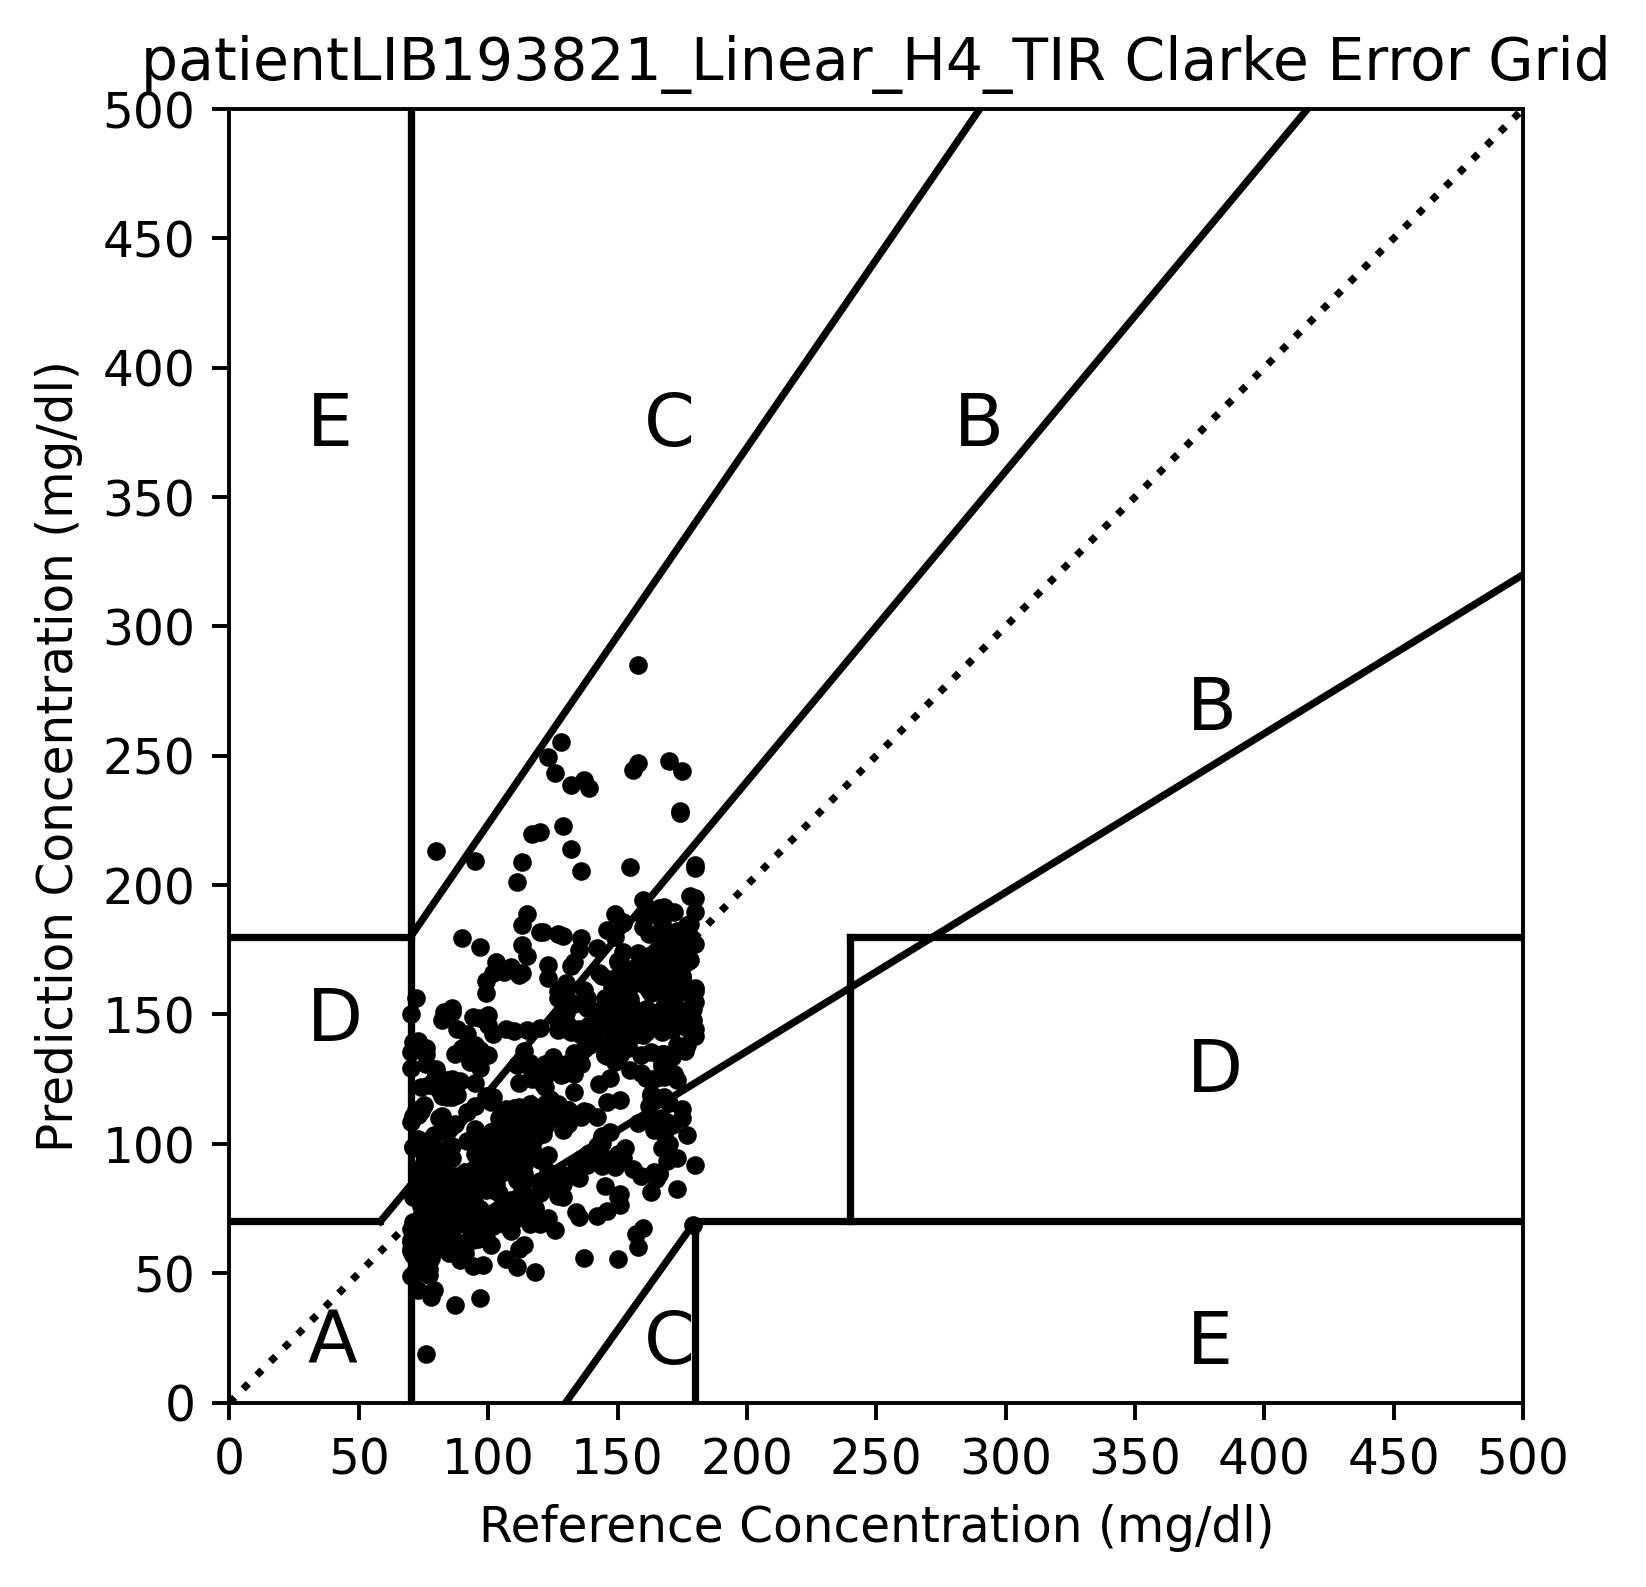 patientLIB193821_Linear_H4_TIR Clarke Error Grid
500
450
400
350
300
250
200
150
100
50
0
Prediction Concentration (mg/dl)
E
C
B
B
D
D
A
C
E
0 50 100 150 200 250 300 350 400 450 500
Reference Concentration (mg/dl)